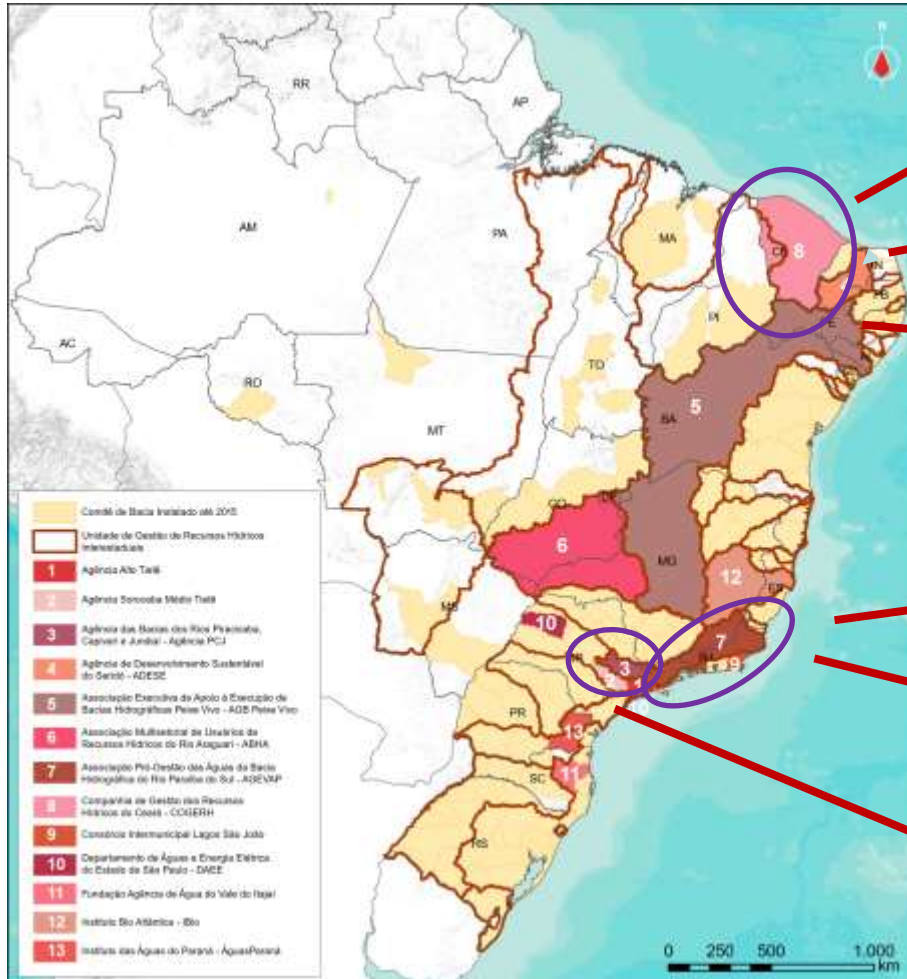 N
RR
AP
AM
PA
MA
CE
8
RN
PB
PI
PE
AC
RO
TO
5
BA
MT
GO
DF
6
MG
12
ES
MS
10
7
RJ
9
SP
3
2
1
10
PR
13
SC
11
RS
Comitê de Bacia Instalado até 2015
Unidade de Gestão de Recursos Hídricos
Interestaduais
1 Agência Alto Tietê
2 Agência Sorocaba Médio Tietê
3 Agência das Bacias dos Rios Piracicaba,
Capivari e Jundiaí - Agência PCJ
4 Agência de Desenvolvimento Sustentável
do Seridó - ADESE
5 Associação Executiva de Apoio à Execução de
Bacias Hidrográficas Peixe Vivo - AGB Peixe Vivo
6 Associação Multisetorial de Usuários de
Recursos Hídricos do Rio Araguari - ABHA
7 Associação Pró-Gestão das Águas da Bacia
Hidrográfica do Rio Paraíba do Sul - AGEVAP
8 Companhia de Gestão dos Recursos
Hídricos do Ceará - COGERH
9 Consórcio Intermunicipal Lagos São João
10 Departamento de Águas e Energia Elétrica
do Estado de São Paulo - DAEE
11 Fundação Agência de Água do Vale do Itajaí
12 Instituto Bio Atlântica - IBio
13 Instituto das Águas do Paraná - ÁguasParaná
0 250 500 1.000
km